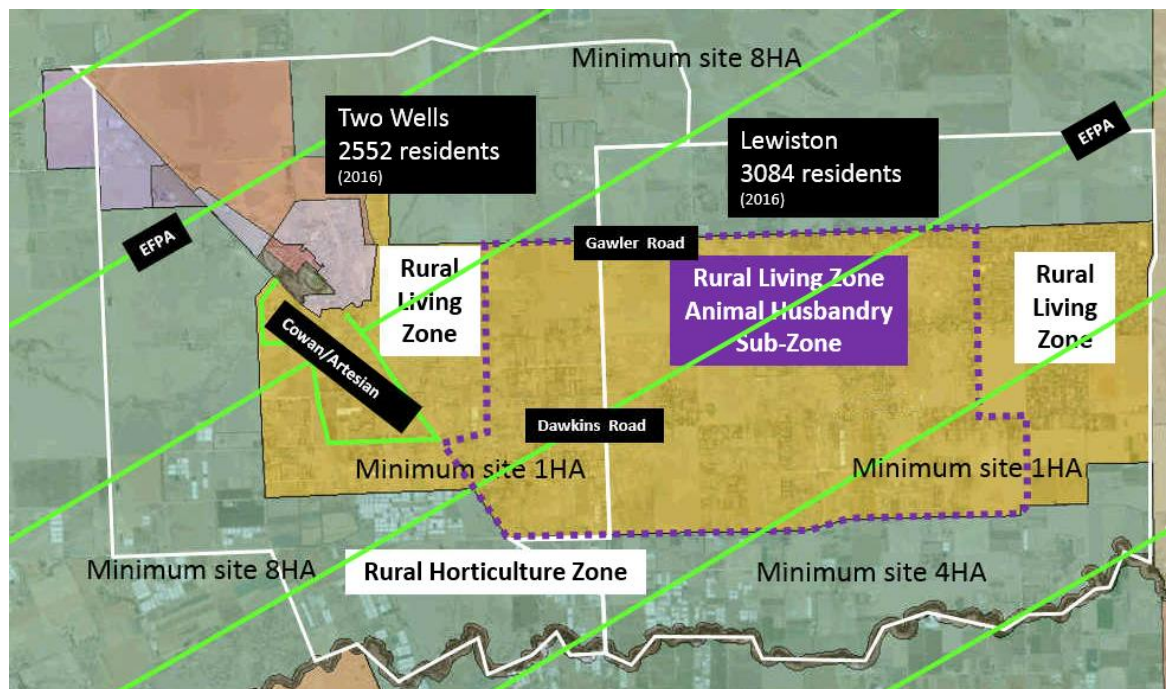 Minimum site 8HA
Two Wells
2552 residents
(2016)
Lewiston
3084 residents
(2016)
EFPA
EFPA
Gawler Road
Rural
Living
Zone
Rural Living Zone
Animal Husbandry
Sub-Zone
Rural
Living
Zone
Cowan/Artesian
Dawkins Road
Minimum site 1HA
Minimum site 1HA
Minimum site 8HA
Rural Horticulture Zone
Minimum site 4HA